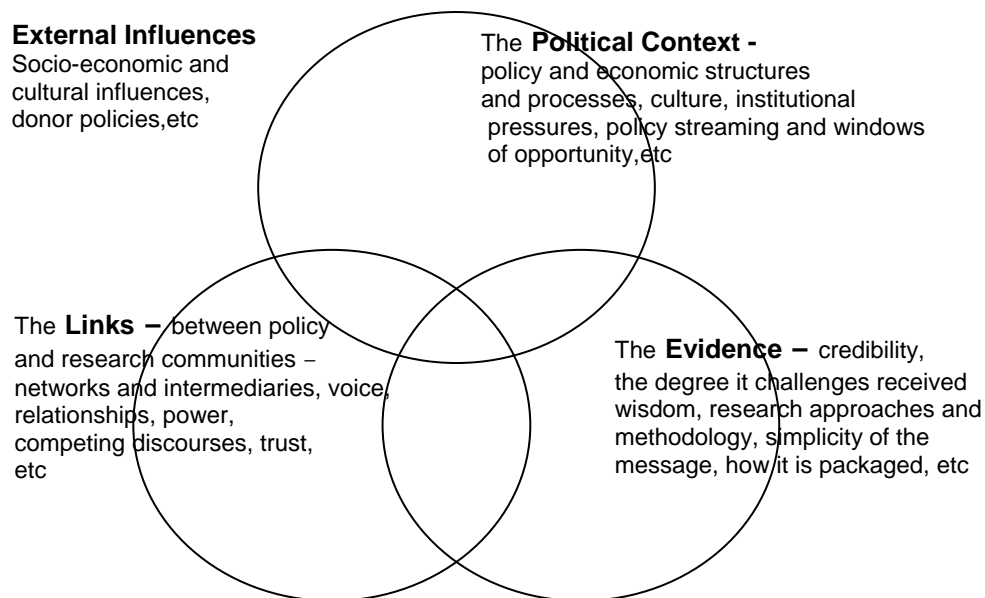 External Influences
Socio-economic and
cultural influences,
donor policies,etc
The Political Context -
policy and economic structures
and processes, culture, institutional
pressures, policy streaming and windows
of opportunity,etc
The Links – between policy
and research communities –
networks and intermediaries, voice,
relationships, power,
competing discourses, trust,
etc
The Evidence – credibility,
the degree it challenges received
wisdom, research approaches and
methodology, simplicity of the
message, how it is packaged, etc